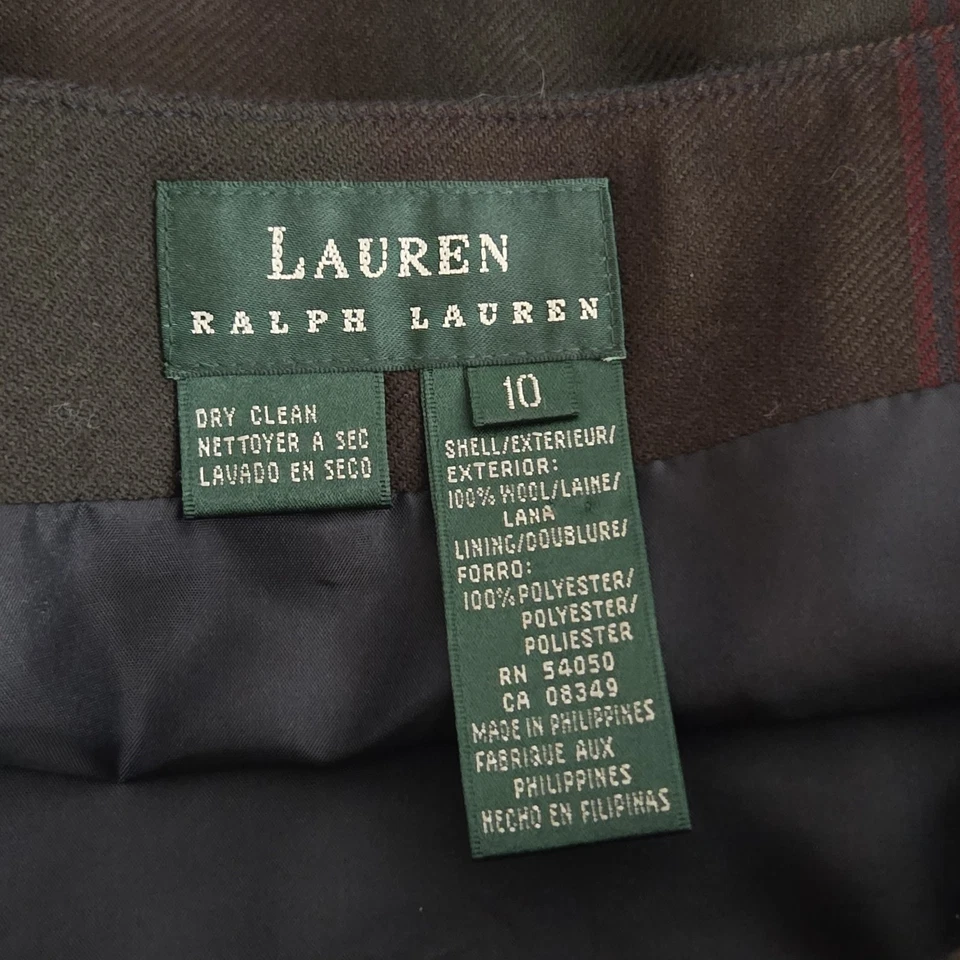 LAUREN
RALPH LAUREN
DRY CLEAN
NETTOYER A SEC
LAVADO EN SECO
10
SHELL/EXTERIEUR/
EXTERIOR:
100% WOOL/LAINE/
LANA
LINING/DOUBLURE/
FORRO:
100% POLYESTER/
POLYESTER/
POLIESTER
RN 54050
CA 08349
MADE IN PHILIPPINES
FABRIQUE AUX
PHILIPPINES
HECHO EN FILIPINAS